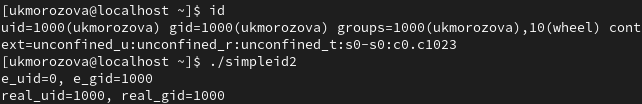 [ukmorozova@localhost ~]$ id
uid=1000(ukmorozova) gid=1000(ukmorozova) groups=1000(ukmorozova),10(wheel) cont
ext=unconfined_u:unconfined_r:unconfined_t:s0-s0:c0.c1023
[ukmorozova@localhost ~]$ ./simpleid2
e_uid=0, e_gid=1000
real_uid=1000, real_gid=1000